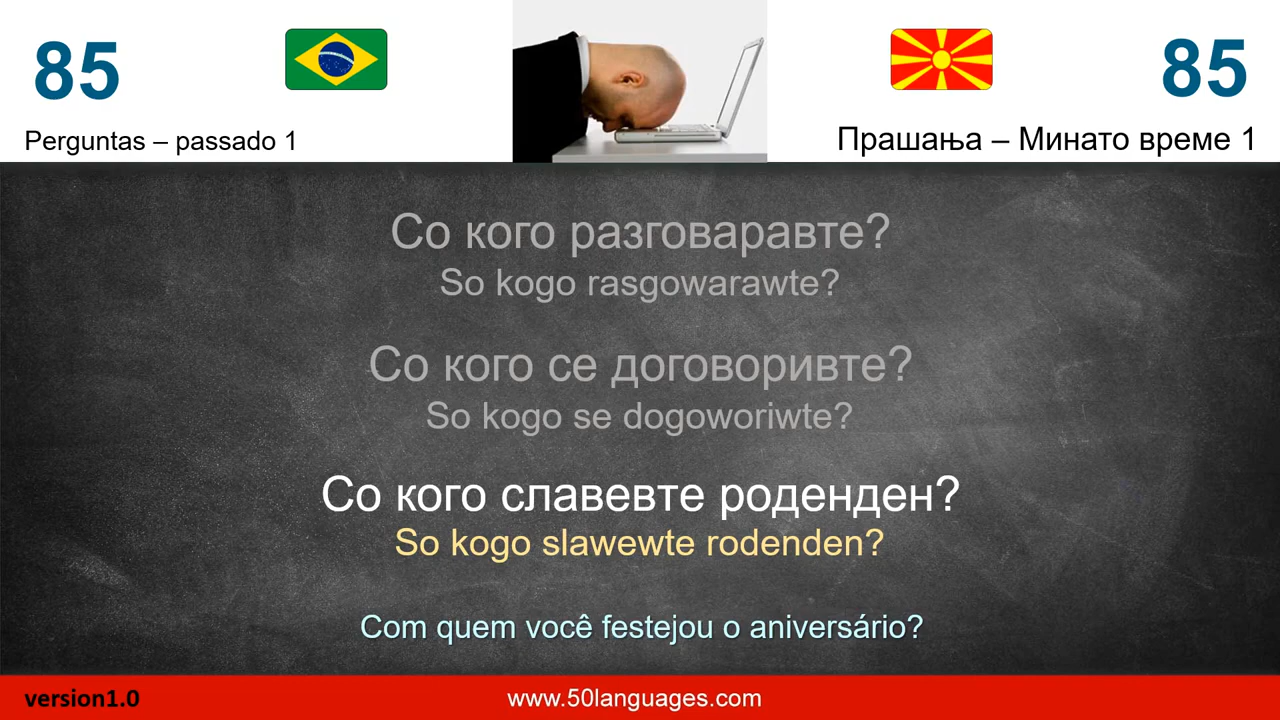 85
85
Perguntas – passado 1
Прашања – Минато време 1
Со кого разговаравте?
So kogo rasgowarawte?
Со кого се договоривте?
So kogo se dogoworiwte?
Со кого славевте роденден?
So kogo slawewte rodenden?
Com quem você festejou o aniversário?
version1.0
www.50languages.com